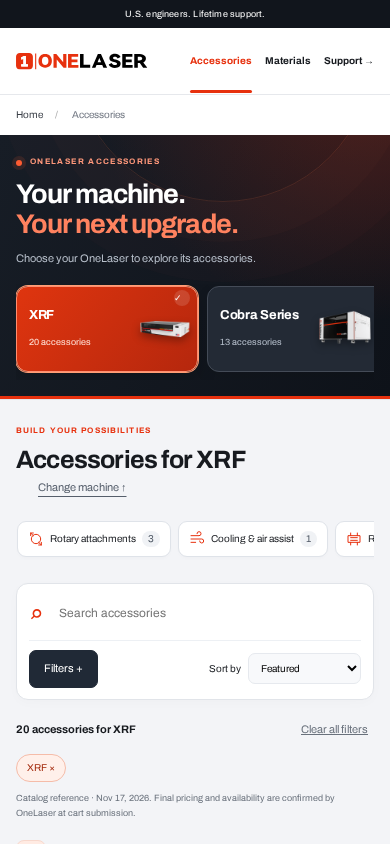 U.S. engineers. Lifetime support.
1 ONELASER
Accessories Materials Support →
Home / Accessories
ONELASER ACCESSORIES
Your machine.
Your next upgrade.
Choose your OneLaser to explore its accessories.
✓
XRF
20 accessories
Cobra Series
13 accessories
BUILD YOUR POSSIBILITIES
Accessories for XRF
Change machine ↑
Rotary attachments 3
Cooling & air assist 1
Search accessories
Filters +
Sort by Featured
20 accessories for XRF
Clear all filters
XRF ×
Catalog reference · Nov 17, 2026. Final pricing and availability are confirmed by
OneLaser at cart submission.